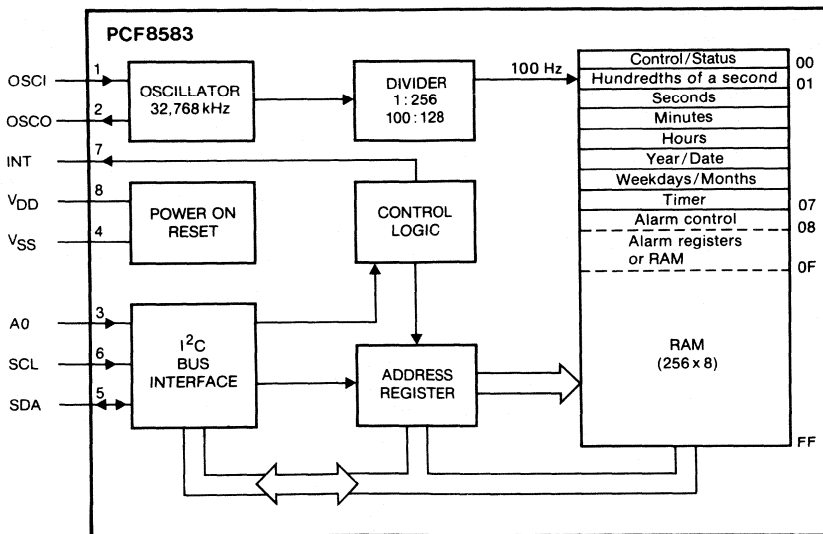 PCF8583
OSCI
1
OSCO
2
INT
7
VDD
8
VSS
4
A0
3
SCL
6
SDA
5
OSCILLATOR
32,768 kHz
DIVIDER
1 : 256
100 : 128
100 Hz
POWER ON
RESET
CONTROL
LOGIC
I²C
BUS
INTERFACE
ADDRESS
REGISTER
Control/Status
00
Hundredths of a second
01
Seconds
Minutes
Hours
Year/Date
Weekdays/Months
Timer
07
Alarm control
08
Alarm registers
or RAM
0F
RAM
(256 x 8)
FF